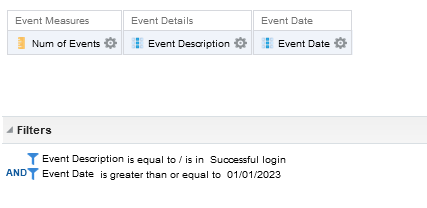 Event Measures Event Details Event Date
Num of Events Event Description Event Date
Filters
Event Description is equal to / is in Successful login
AND Event Date is greater than or equal to 01/01/2023